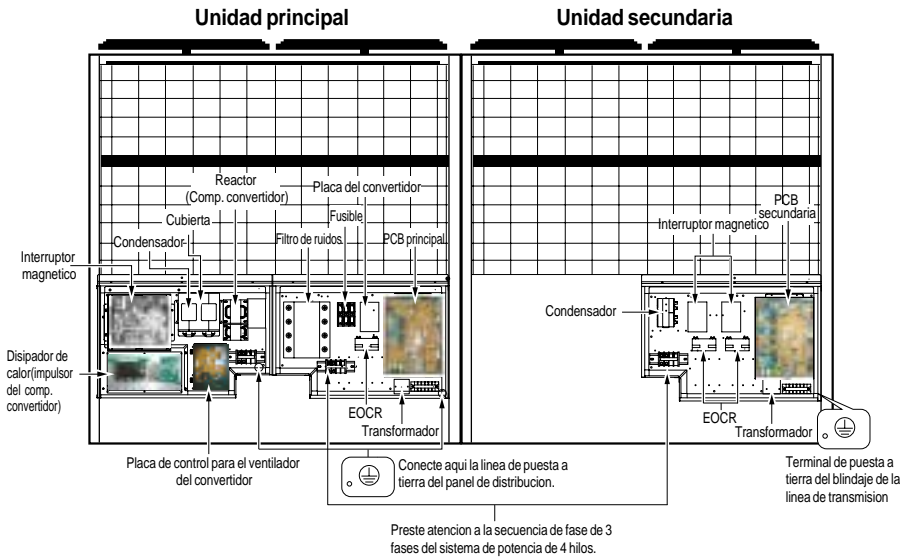 Unidad principal
Unidad secundaria
Reactor
(Comp. convertidor)
Placa del convertidor
Cubierta
Fusible
Condensador
Filtro de ruidos
PCB principal
Interruptor
magnetico
Disipador de
calor(impulsor
del comp.
convertidor)
EOCR
Transformador
Placa de control para el ventilador
del convertidor
Conecte aqui la linea de puesta a
tierra del panel de distribucion.
PCB
secundaria
Interruptor magnetico
Condensador
EOCR
Transformador
Terminal de puesta a
tierra del blindaje de la
linea de transmision
Preste atencion a la secuencia de fase de 3
fases del sistema de potencia de 4 hilos.